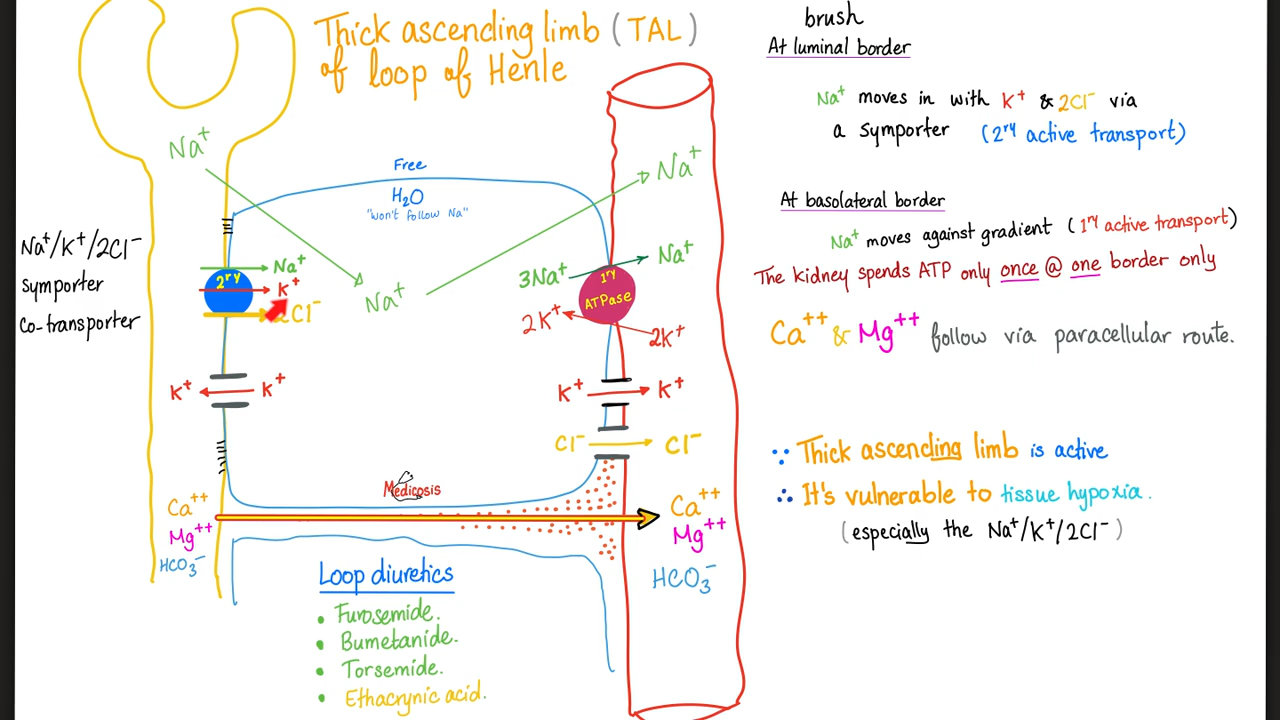 Thick ascending limb (TAL)
of loop of Henle
Na⁺
Free
H₂O
"won't follow Na"
Na⁺/K⁺/2Cl⁻
symporter
Co-transporter
2ʳʸ
Na⁺
K⁺
2Cl⁻
Na⁺
Na⁺
3Na⁺
Na⁺
1ʳʸ
ATPase
2K⁺
2K⁺
K⁺
K⁺
K⁺
K⁺
Cl⁻
Cl⁻
Medicosis
Ca⁺⁺
Mg⁺⁺
HCO₃⁻
Ca⁺⁺
Mg⁺⁺
HCO₃⁻
Loop diuretics
• Furosemide.
• Bumetanide.
• Torsemide.
• Ethacrynic acid.
brush
At luminal border
Na⁺ moves in with K⁺ & 2Cl⁻ via
a symporter (2ʳʸ active transport)
At basolateral border
Na⁺ moves against gradient (1ʳʸ active transport)
The kidney spends ATP only once @ one border only
Ca⁺⁺ & Mg⁺⁺ follow via paracellular route.
∵ Thick ascending limb is active
∴ It's vulnerable to tissue hypoxia.
(especially the Na⁺/K⁺/2Cl⁻)